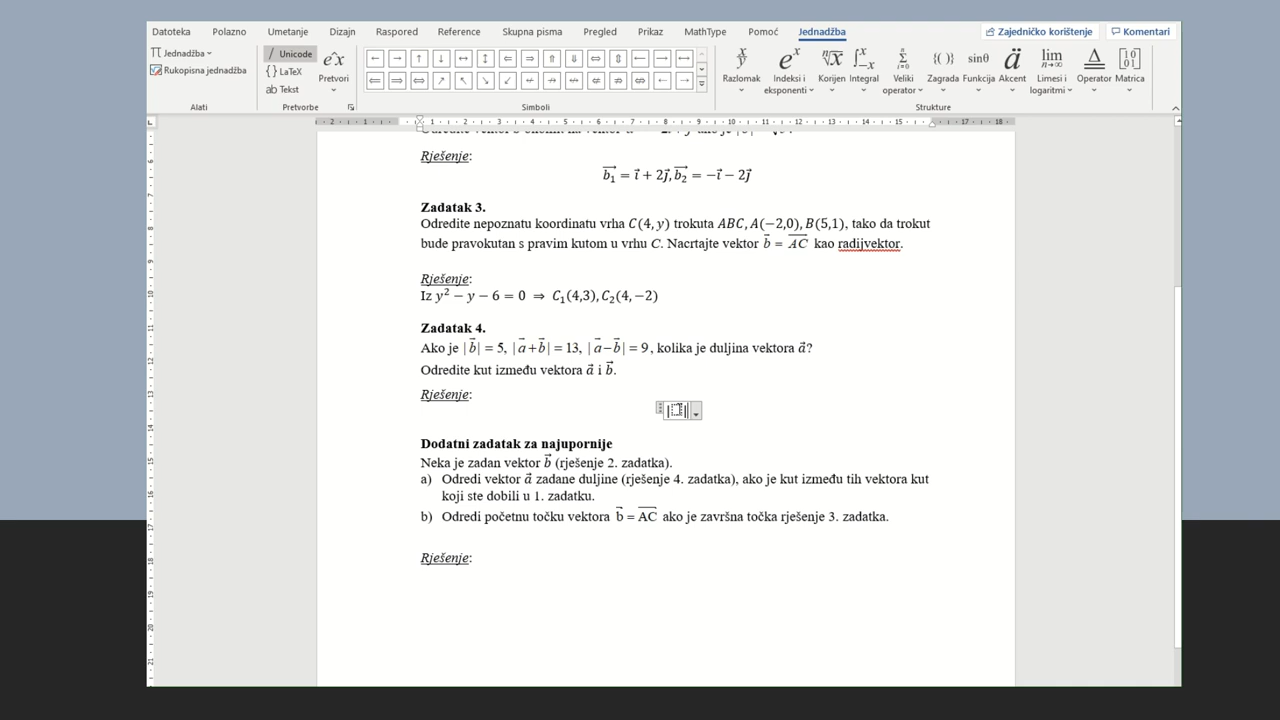 Datoteka Polazno Umetanje Dizajn Raspored Reference Skupna pisma Pregled Prikaz MathType Pomoć Jednadžba Zajedničko korištenje Komentari
π Jednadžba
Rukopisna jednadžba
Alati
Unicode
{} LaTeX
ab Tekst
Pretvori
Pretvorbe
← → ↑ ↓ ↔ ↕ ⇐ ⇒ ⇑ ⇓ ⇔ ⇕ ⟵ ⟶ ⟷
Simboli
Razlomak
Indeksi i eksponenti
Korijen
Integral
Veliki operator
Zagrada
Funkcija
Akcent
Limesi i logaritmi
Operator
Matrica
Strukture
Rješenje:
b₁⃗ = i⃗ + 2j⃗, b₂⃗ = −i⃗ − 2j⃗
Zadatak 3.
Odredite nepoznatu koordinatu vrha C(4, y) trokuta ABC, A(−2,0), B(5,1), tako da trokut
bude pravokutan s pravim kutom u vrhu C. Nacrtajte vektor b⃗ = AC⃗ kao radijvektor.
Rješenje:
Iz y² − y − 6 = 0 ⇒ C₁(4,3), C₂(4, −2)
Zadatak 4.
Ako je |b⃗| = 5, |a⃗+b⃗| = 13, |a⃗−b⃗| = 9, kolika je duljina vektora a⃗?
Odredite kut između vektora a⃗ i b⃗.
Rješenje:
Dodatni zadatak za najupornije
Neka je zadan vektor b⃗ (rješenje 2. zadatka).
a) Odredi vektor a⃗ zadane duljine (rješenje 4. zadatka), ako je kut između tih vektora kut
koji ste dobili u 1. zadatku.
b) Odredi početnu točku vektora b⃗ = AC⃗ ako je završna točka rješenje 3. zadatka.
Rješenje: